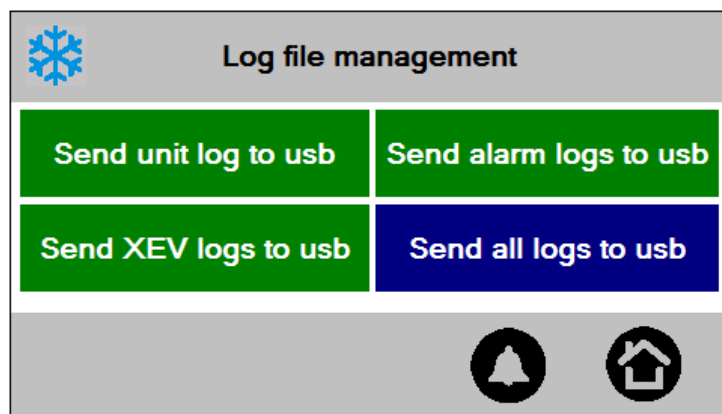 Log file management
Send unit log to usb
Send alarm logs to usb
Send XEV logs to usb
Send all logs to usb